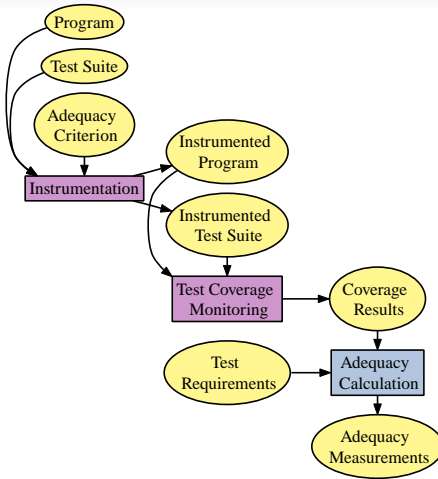 Program
Test Suite
Adequacy
Criterion
Instrumentation
Instrumented
Program
Instrumented
Test Suite
Test Coverage
Monitoring
Coverage
Results
Test
Requirements
Adequacy
Calculation
Adequacy
Measurements